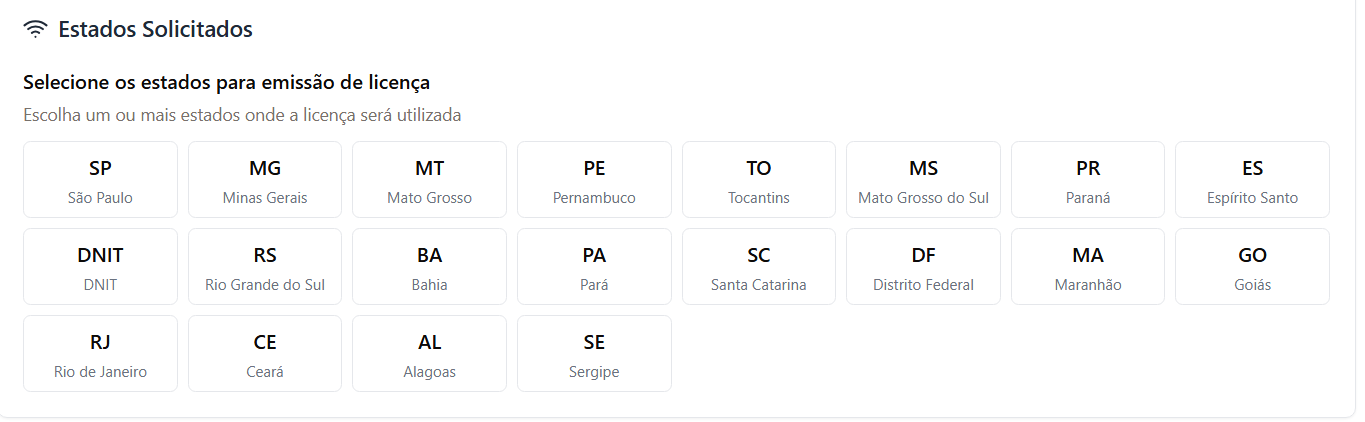 Estados Solicitados
Selecione os estados para emissão de licença
Escolha um ou mais estados onde a licença será utilizada
SP MG MT PE TO MS PR ES
São Paulo Minas Gerais Mato Grosso Pernambuco Tocantins Mato Grosso do Sul Paraná Espírito Santo
DNIT RS BA PA SC DF MA GO
DNIT Rio Grande do Sul Bahia Pará Santa Catarina Distrito Federal Maranhão Goiás
RJ CE AL SE
Rio de Janeiro Ceará Alagoas Sergipe